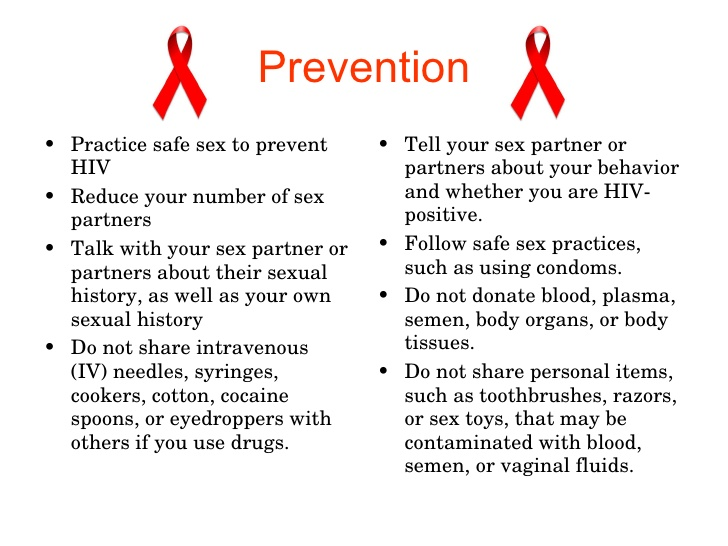 Prevention
• Practice safe sex to prevent
HIV
• Reduce your number of sex
partners
• Talk with your sex partner or
partners about their sexual
history, as well as your own
sexual history
• Do not share intravenous
(IV) needles, syringes,
cookers, cotton, cocaine
spoons, or eyedroppers with
others if you use drugs.
• Tell your sex partner or
partners about your behavior
and whether you are HIV-
positive.
• Follow safe sex practices,
such as using condoms.
• Do not donate blood, plasma,
semen, body organs, or body
tissues.
• Do not share personal items,
such as toothbrushes, razors,
or sex toys, that may be
contaminated with blood,
semen, or vaginal fluids.